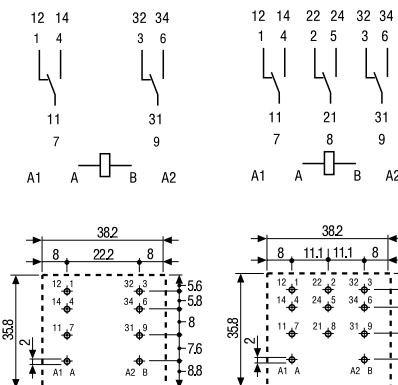 12 14 32 34
1 4 3 6
11 31
7 9
A1 A B A2
12 14 22 24 32 34
1 4 2 5 3 6
11 21 31
7 8 9
A1 A B A2
38.2
8 22.2 8
35.8
2
12 1 32 3
14 4 34 6
11 7 31 9
A1 A A2 B
5.6
5.8
8
7.6
8.8
38.2
8 11.1 11.1 8
35.8
2
12 1 22 2 32 3
14 4 24 5 34 6
11 7 21 8 31 9
A1 A A2 B